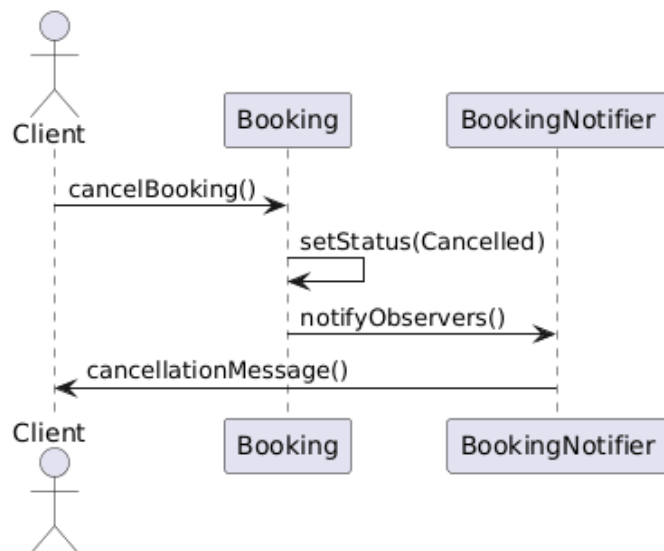 Client
Booking
BookingNotifier
cancelBooking()
setStatus(Cancelled)
notifyObservers()
cancellationMessage()
Client
Booking
BookingNotifier